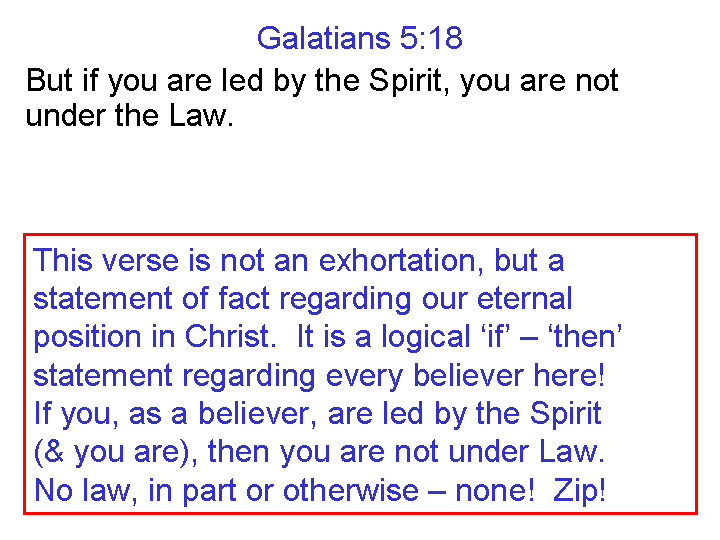 Galatians 5:18
But if you are led by the Spirit, you are not
under the Law.
This verse is not an exhortation, but a
statement of fact regarding our eternal
position in Christ.  It is a logical ‘if’ – ‘then’
statement regarding every believer here!
If you, as a believer, are led by the Spirit
(& you are), then you are not under Law.
No law, in part or otherwise – none!  Zip!